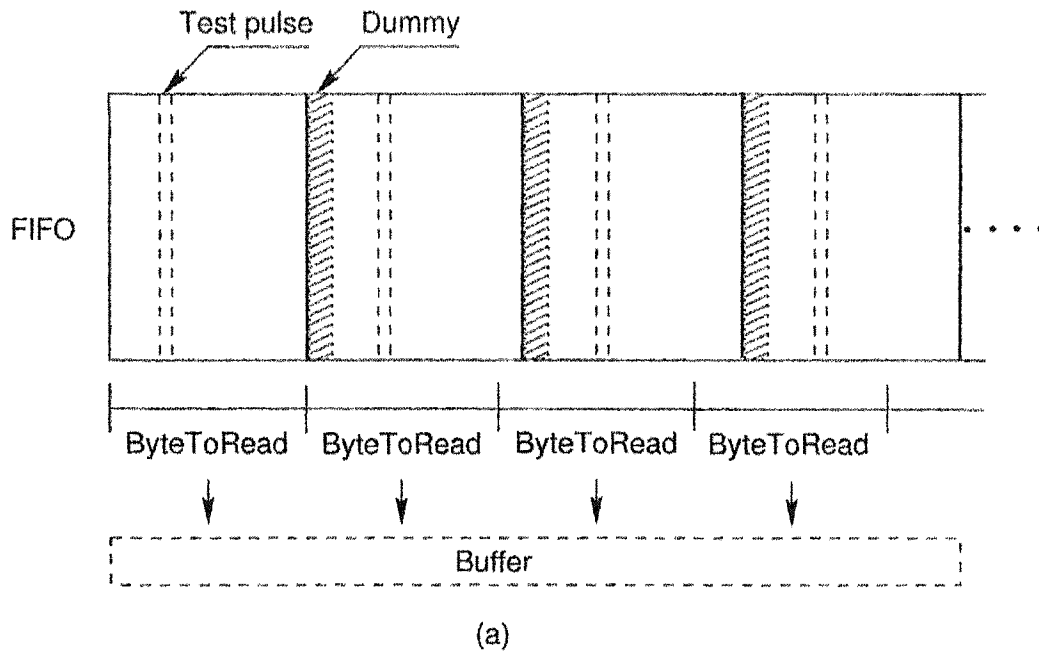 Test pulse Dummy
FIFO
ByteToRead ByteToRead ByteToRead ByteToRead
Buffer
(a)